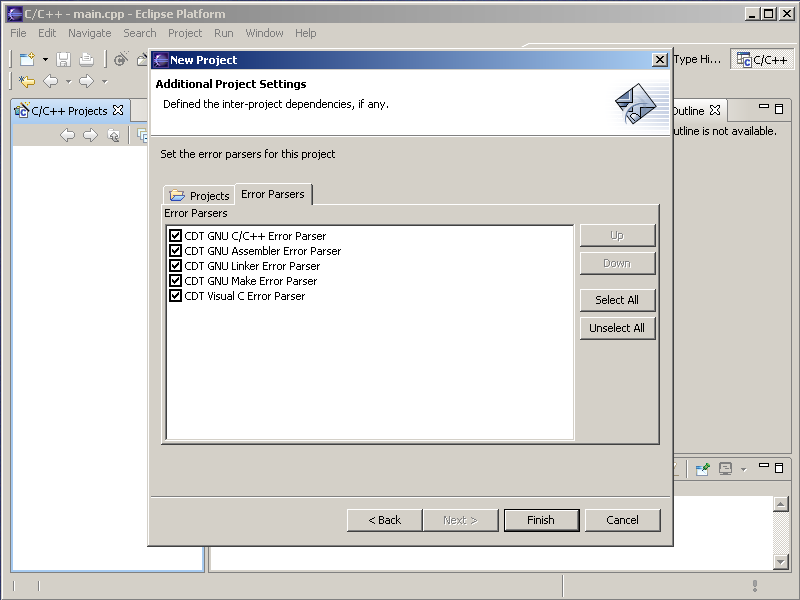 C/C++ - main.cpp - Eclipse Platform
File Edit Navigate Search Project Run Window Help
New Project
Type Hi... C/C++
Additional Project Settings
Defined the inter-project dependencies, if any.
C/C++ Projects
Outline
utline is not available.
Set the error parsers for this project
Projects Error Parsers
Error Parsers
CDT GNU C/C++ Error Parser
CDT GNU Assembler Error Parser
CDT GNU Linker Error Parser
CDT GNU Make Error Parser
CDT Visual C Error Parser
Up
Down
Select All
Unselect All
< Back Next > Finish Cancel